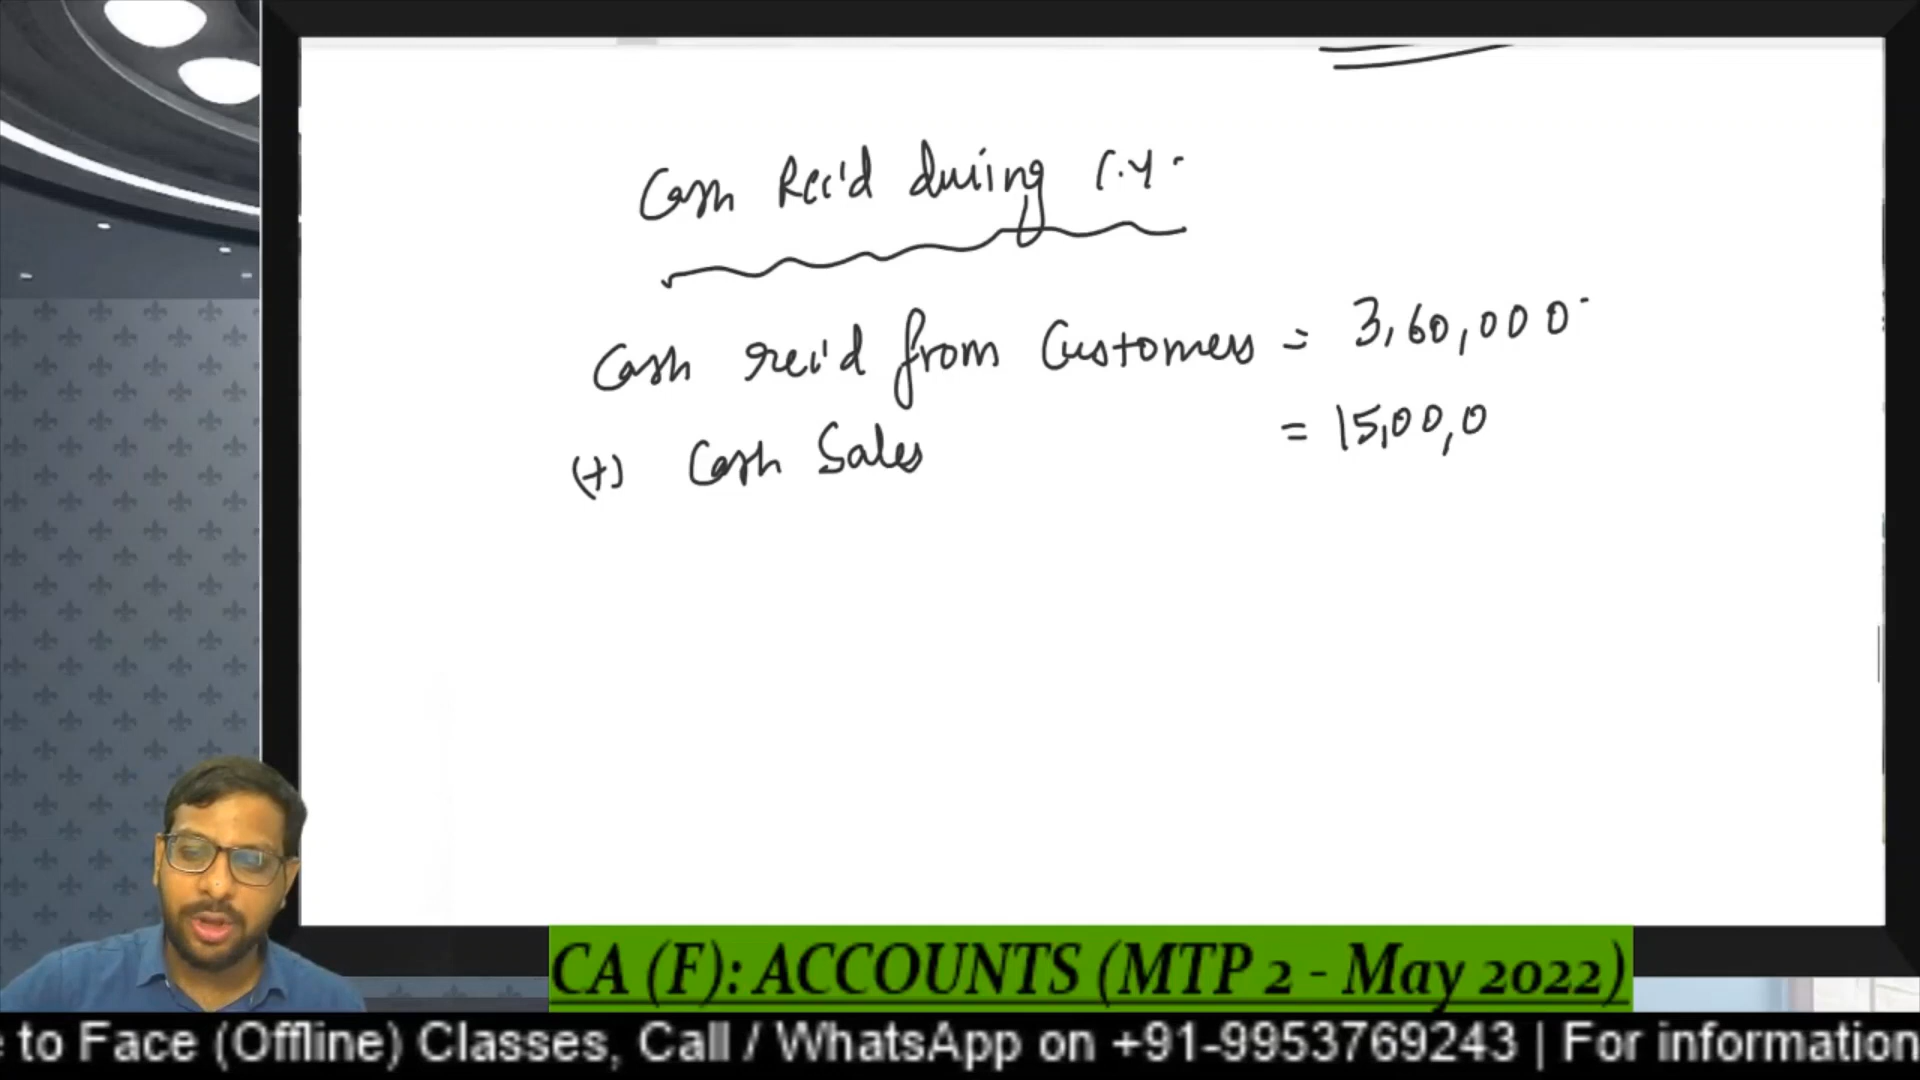 Cash Rec'd during C.Y.
Cash rec'd from Customers = 3,60,000
(+) Cash Sales = 15,00,0
CA (F): ACCOUNTS (MTP 2 - May 2022)
to Face (Offline) Classes, Call / WhatsApp on +91-9953769243 | For information